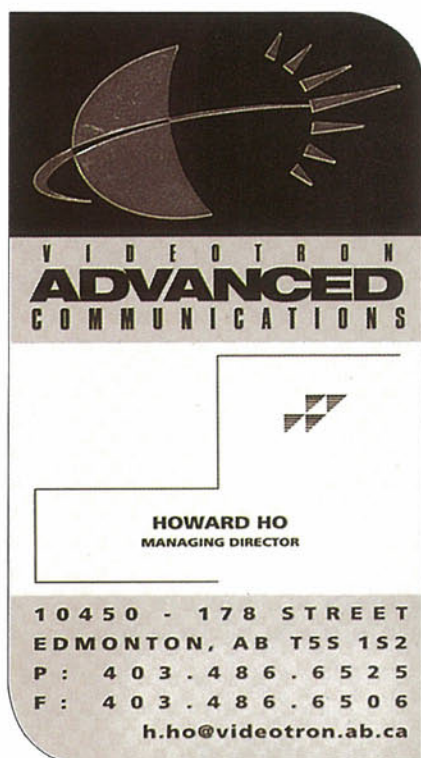 VIDEOTRON
ADVANCED
COMMUNICATIONS
HOWARD HO
MANAGING DIRECTOR
10450 - 178 STREET
EDMONTON, AB T5S 1S2
P: 403.486.6525
F: 403.486.6506
h.ho@videotron.ab.ca